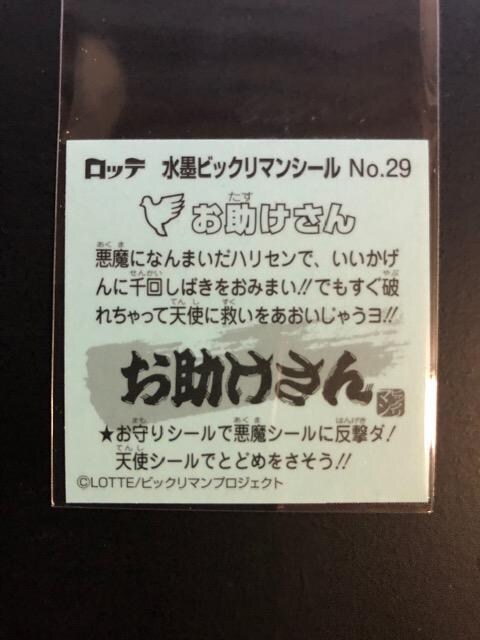 ロッテ 水墨ビックリマンシール No.29
お助けさん
悪魔になんまいだハリセンで、いいかげ
んに千回しばきをおみまい!!でもすぐ破
れちゃって天使に救いをあおいじゃうヨ!!
お助けさん
★お守りシールで悪魔シールに反撃ダ!
天使シールでとどめをさそう!!
©LOTTE/ビックリマンプロジェクト